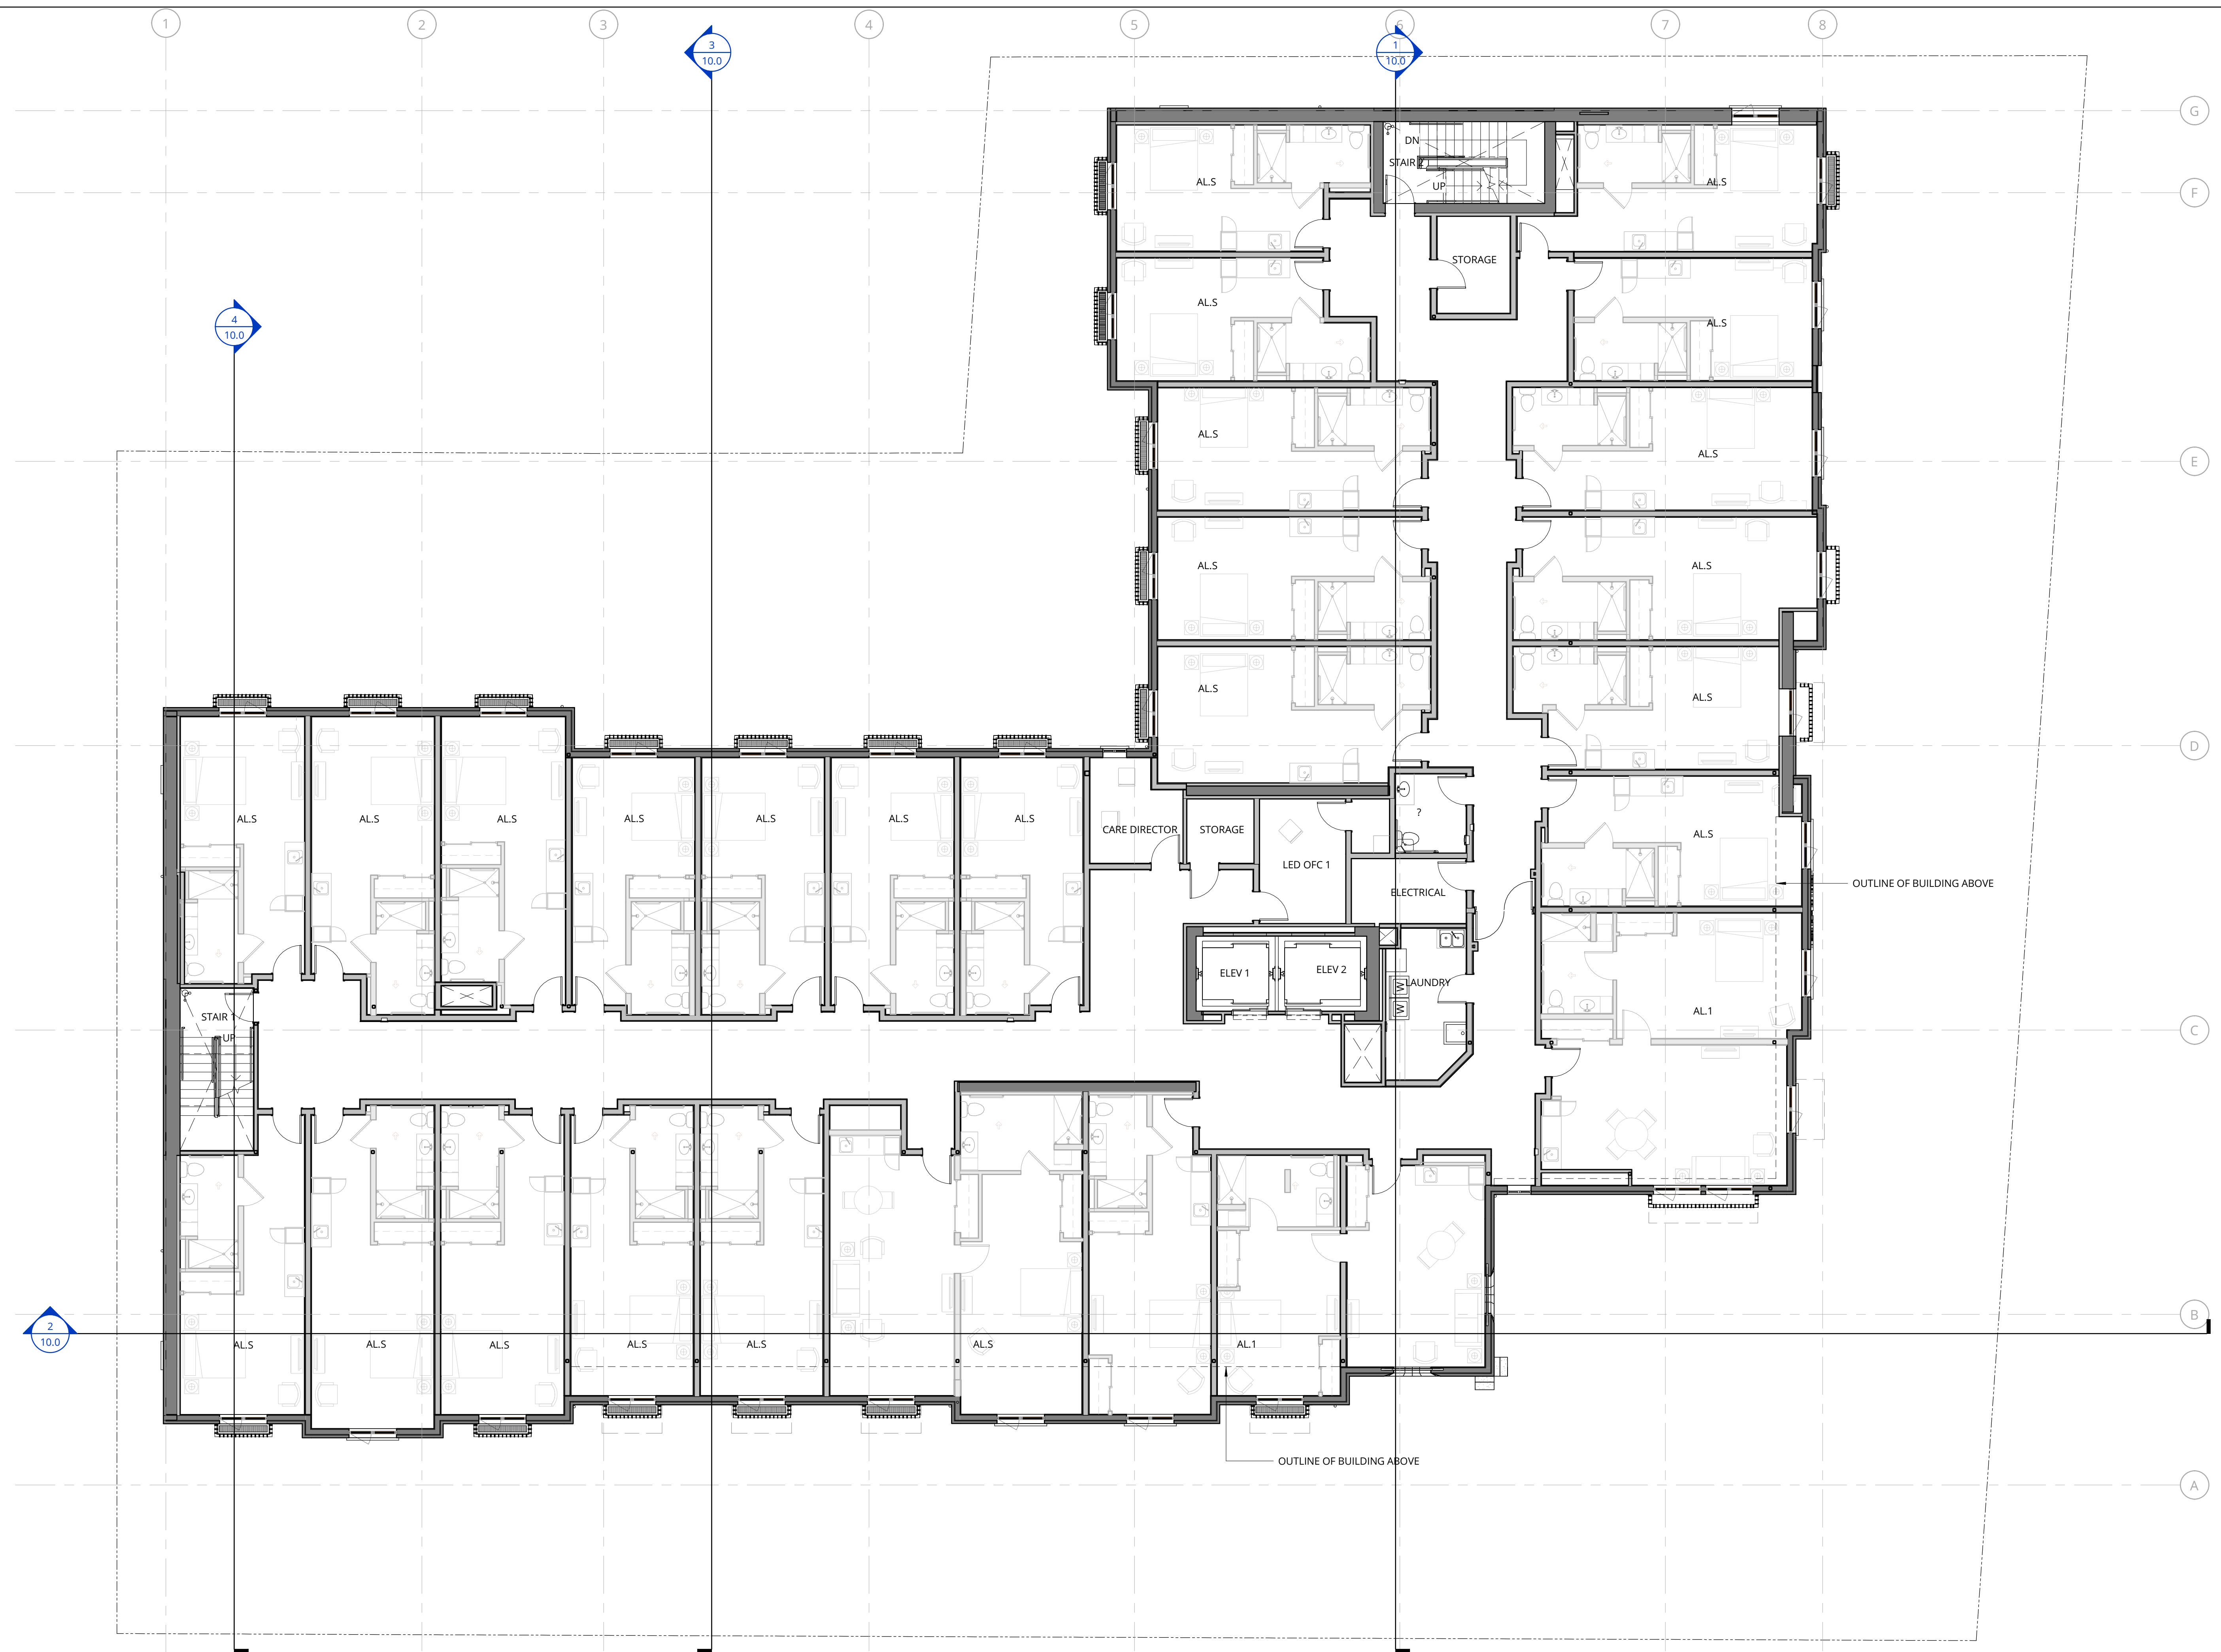 1
2
3
4
5
6
7
8
3
10.0
1
10.0
G
DN
STAIR 2
AL.S
AL.S
UP
F
STORAGE
AL.S
AL.S
4
10.0
AL.S
AL.S
E
AL.S
AL.S
AL.S
AL.S
D
AL.S
AL.S
AL.S
AL.S
AL.S
AL.S
AL.S
CARE DIRECTOR
STORAGE
?
LED OFC 1
AL.S
ELECTRICAL
OUTLINE OF BUILDING ABOVE
ELEV 1
ELEV 2
LAUNDRY
W
W
STAIR 1
UP
AL.1
C
B
2
10.0
AL.S
AL.S
AL.S
AL.S
AL.S
AL.S
AL.1
OUTLINE OF BUILDING ABOVE
A